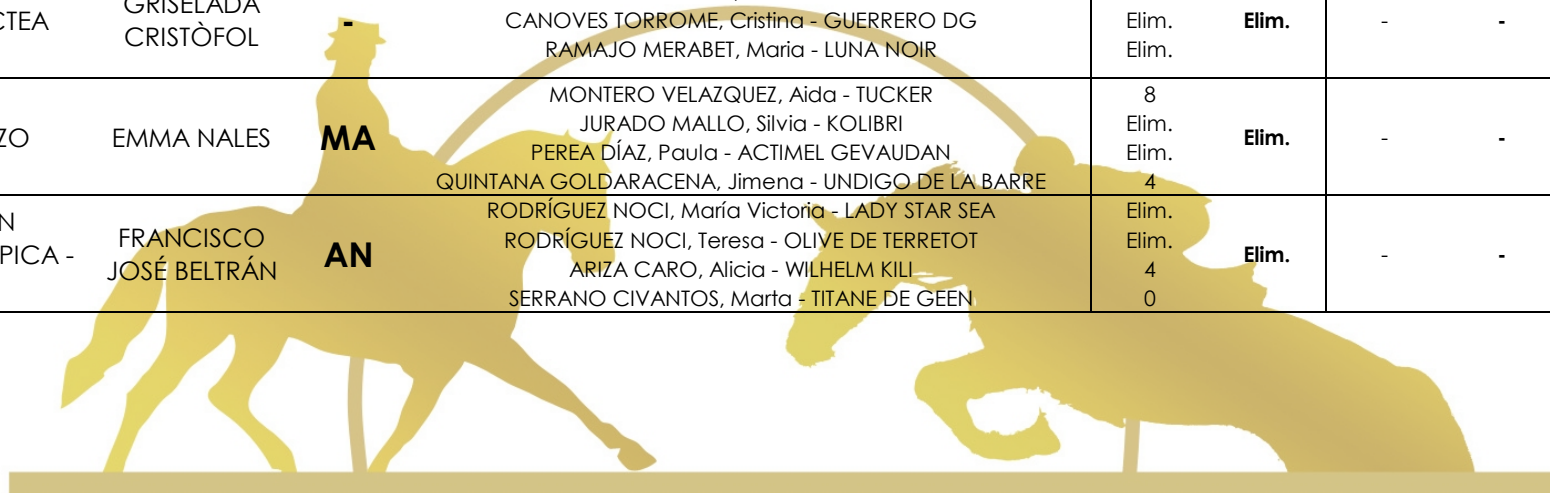 CTEA GRISELADA CRISTÒFOL - CANOVES TORROME, Cristina - GUERRERO DG Elim. Elim. - -
RAMAJO MERABET, Maria - LUNA NOIR Elim.
MONTERO VELAZQUEZ, Aida - TUCKER 8
ZO EMMA NALES MA JURADO MALLO, Silvia - KOLIBRI Elim. Elim. - -
PEREA DÍAZ, Paula - ACTIMEL GEVAUDAN Elim.
QUINTANA GOLDARACENA, Jimena - UNDIGO DE LA BARRE 4
N RODRÍGUEZ NOCI, María Victoria - LADY STAR SEA Elim.
PICA - FRANCISCO JOSÉ BELTRÁN AN RODRÍGUEZ NOCI, Teresa - OLIVE DE TERRETOT Elim. Elim. - -
ARIZA CARO, Alicia - WILHELM KILI 4
SERRANO CIVANTOS, Marta - TITANE DE GEEN 0